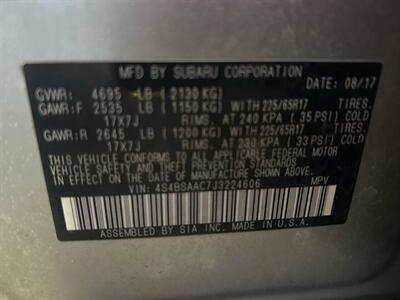 MFD BY SUBARU CORPORATION
DATE: 08/17
GVWR: 4695 LB (2130 KG)
GAWR:F 2535 LB (1150 KG) WITH 225/65R17 TIRES.
17X7J RIMS, AT 240 KPA (35 PSI) COLD
GAWR:R 2645 LB (1200 KG) WITH 225/65R17 TIRES.
17X7J RIMS, AT 230 KPA (33 PSI) COLD
THIS VEHICLE CONFORMS TO ALL APPLICABLE FEDERAL MOTOR
VEHICLE SAFETY AND THEFT PREVENTION STANDARDS IN
EFFECT ON THE DATE OF MANUFACTURE SHOWN ABOVE.
VIN: 4S4BSAAC7J3224606 MPV
ASSEMBLED BY SIA INC. MADE IN U.S.A.